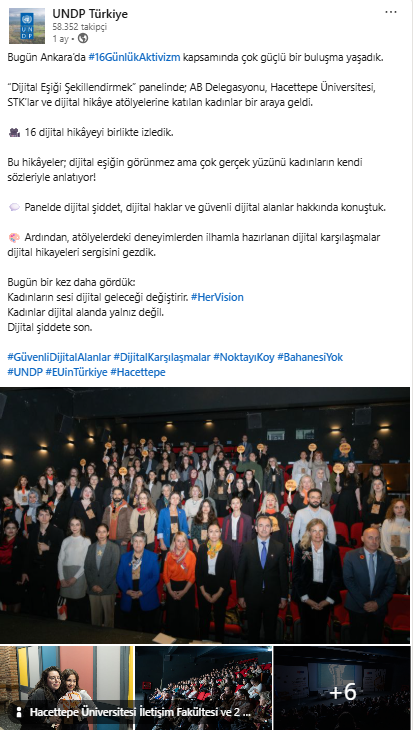 UNDP Türkiye
58.352 takipçi
1 ay •
Bugün Ankara'da #16GünlükAktivizm kapsamında çok güçlü bir buluşma yaşadık.
“Dijital Eşiği Şekillendirmek” panelinde; AB Delegasyonu, Hacettepe Üniversitesi,
STK'lar ve dijital hikâye atölyelerine katılan kadınlar bir araya geldi.
16 dijital hikâyeyi birlikte izledik.
Bu hikâyeler; dijital eşiğin görünmez ama çok gerçek yüzünü kadınların kendi
sözleriyle anlatıyor!
Panelde dijital şiddet, dijital haklar ve güvenli dijital alanlar hakkında konuştuk.
Ardından, atölyelerdeki deneyimlerden ilhamla hazırlanan dijital karşılaşmalar
dijital hikayeleri sergisini gezdik.
Bugün bir kez daha gördük:
Kadınların sesi dijital geleceği değiştirir. #HerVision
Kadınlar dijital alanda yalnız değil.
Dijital şiddete son.
#GüvenliDijitalAlanlar #DijitalKarşılaşmalar #NoktayıKoy #BahanesiYok
#UNDP #EUinTürkiye #Hacettepe
Hacettepe Üniversitesi İletişim Fakültesi ve 2 ...
+6